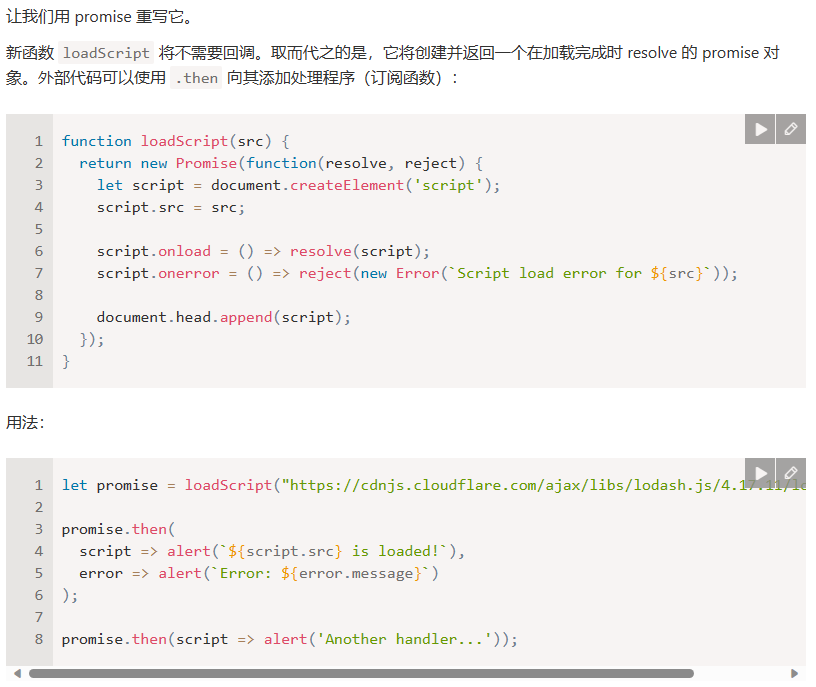 让我们用 promise 重写它。
新函数 loadScript 将不需要回调。取而代之的是，它将创建并返回一个在加载完成时 resolve 的 promise 对
象。外部代码可以使用 .then 向其添加处理程序（订阅函数）：
1 function loadScript(src) {
2   return new Promise(function(resolve, reject) {
3     let script = document.createElement('script');
4     script.src = src;
5
6     script.onload = () => resolve(script);
7     script.onerror = () => reject(new Error(`Script load error for ${src}`));
8
9     document.head.append(script);
10   });
11 }
用法：
1 let promise = loadScript("https://cdnjs.cloudflare.com/ajax/libs/lodash.js/4.17.11/lo
2
3 promise.then(
4   script => alert(`${script.src} is loaded!`),
5   error => alert(`Error: ${error.message}`)
6 );
7
8 promise.then(script => alert('Another handler...'));